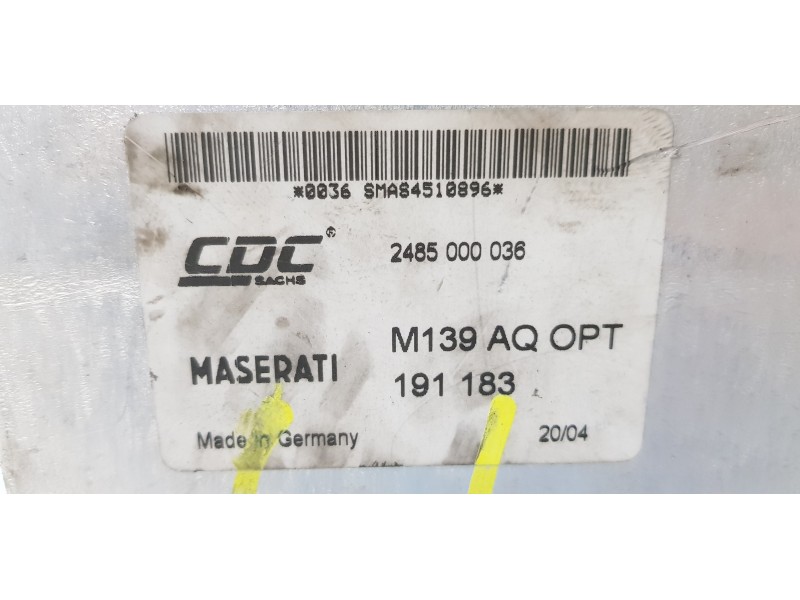 *0036 SMA84510896*
CDC® 2485 000 036
SACHS
M139 AQ OPT
MASERATI 191 183
Made in Germany 20/04